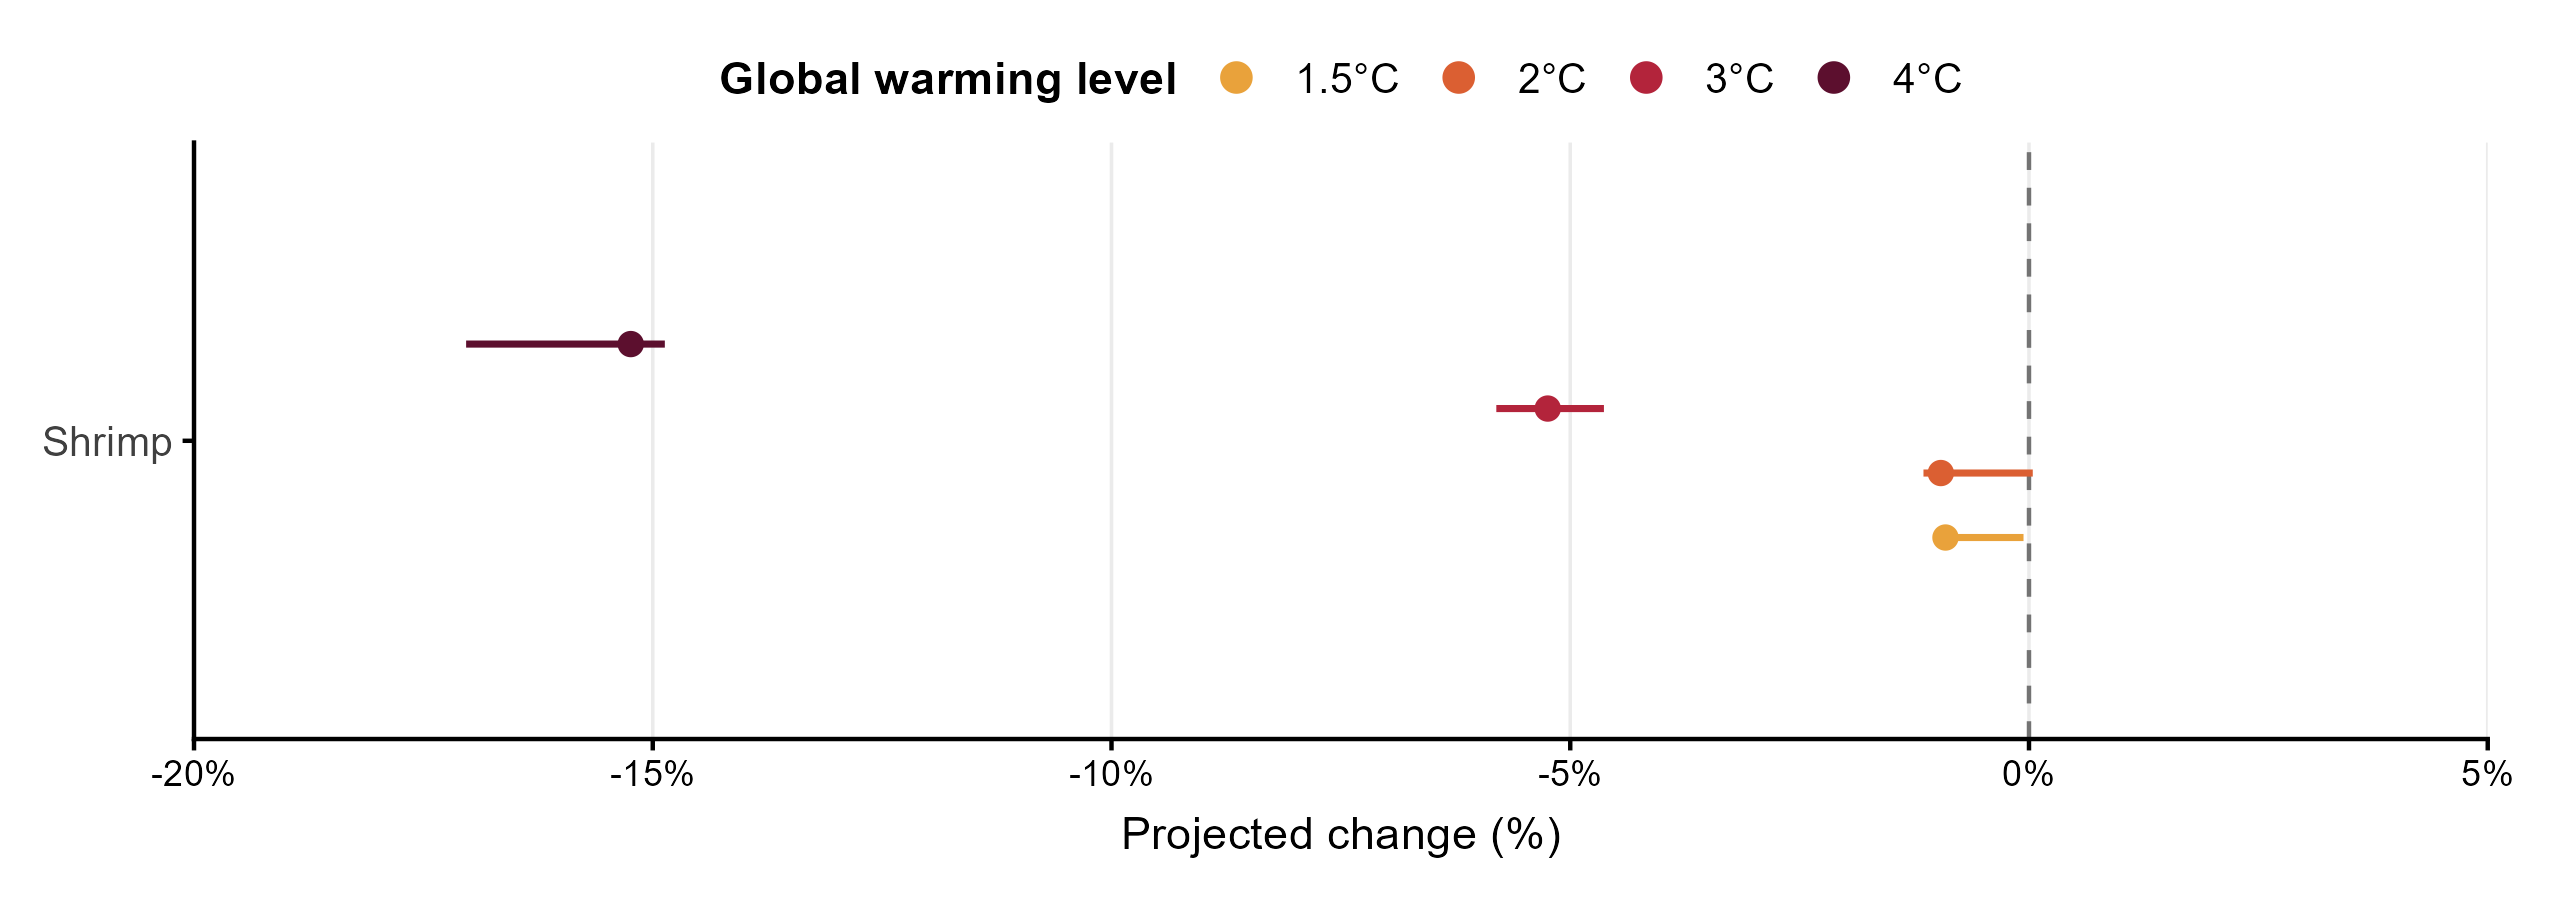 Global warming level 1.5°C 2°C 3°C 4°C
Shrimp
-20% -15% -10% -5% 0% 5%
Projected change (%)